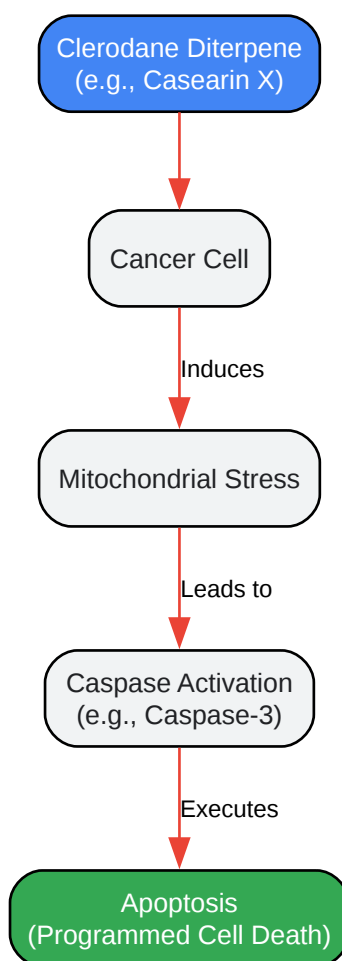 Clerodane Diterpene
(e.g., Casearin X)
Cancer Cell
Induces
Mitochondrial Stress
Leads to
Caspase Activation
(e.g., Caspase-3)
Executes
Apoptosis
(Programmed Cell Death)